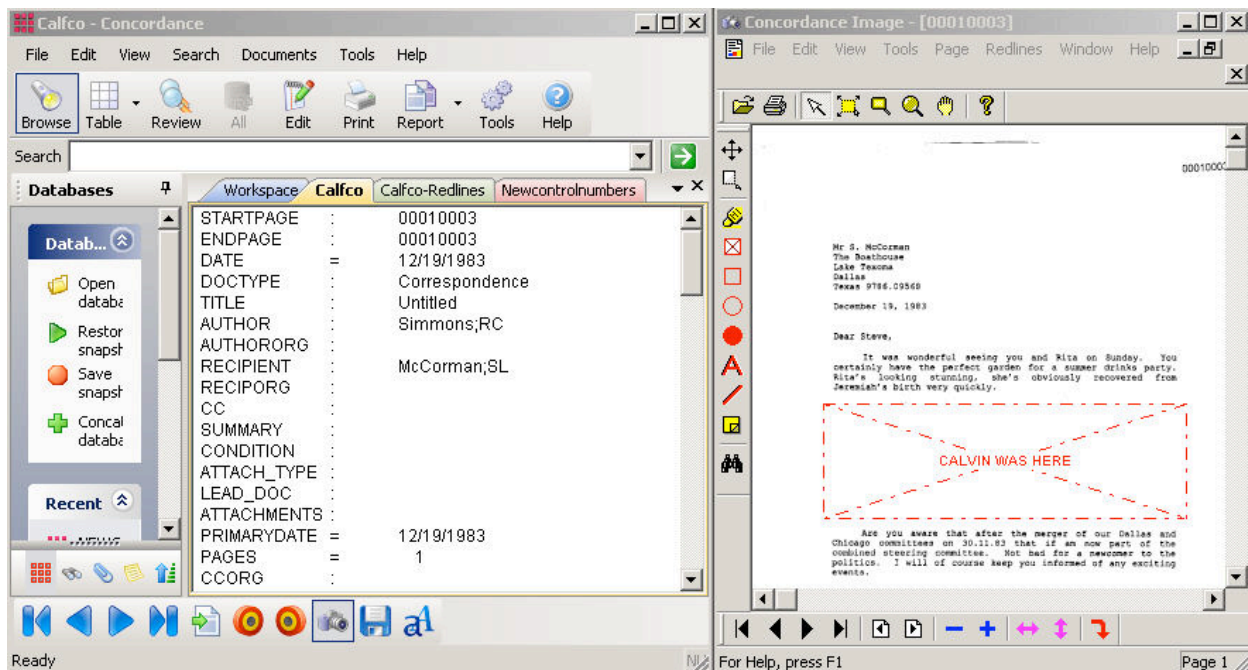 Calfco - Concordance
File Edit View Search Documents Tools Help
Browse Table Review All Edit Print Report Tools Help
Search
Databases
Datab...
Open
databa
Restor
snapsh
Save
snapsh
Concal
databa
Recent
Workspace Calfco Calfco-Redlines Newcontrolnumbers
STARTPAGE : 00010003
ENDPAGE : 00010003
DATE = 12/19/1983
DOCTYPE : Correspondence
TITLE : Untitled
AUTHOR : Simmons;RC
AUTHORORG :
RECIPIENT : McCorman;SL
RECIPORG :
CC :
SUMMARY :
CONDITION :
ATTACH_TYPE :
LEAD_DOC :
ATTACHMENTS :
PRIMARYDATE = 12/19/1983
PAGES = 1
CCORG :
Ready
Concordance Image - [00010003]
File Edit View Tools Page Redlines Window Help
0001000
Mr S. McCorman
The Boathouse
Lake Texoma
Dallas
Texas 9786.09568
December 19, 1983
Dear Steve,
It was wonderful seeing you and Rita on Sunday. You
certainly have the perfect garden for a summer drinks party.
Rita's looking stunning, she's obviously recovered from
Jeremiah's birth very quickly.
CALVIN WAS HERE
Are you aware that after the merger of our Dallas and
Chicago committees on 30.11.83 that if am now part of the
combined steering committee. Not bad for a newcomer to the
politics. I will of course keep you informed of any exciting
events.
For Help, press F1
Page 1